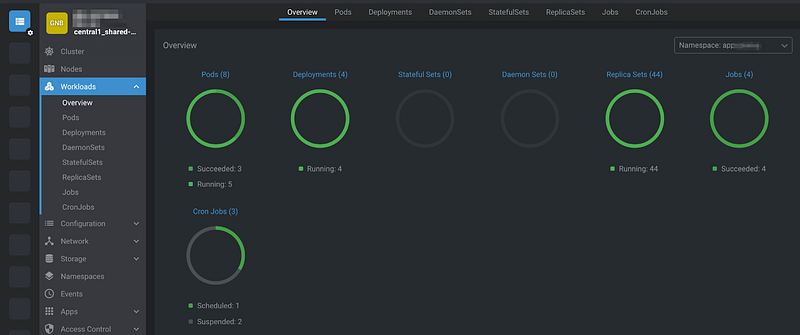 Overview Pods Deployments DaemonSets StatefulSets ReplicaSets Jobs CronJobs
GNB
central1_shared-...
Cluster
Nodes
Workloads
Overview
Pods
Deployments
DaemonSets
StatefulSets
ReplicaSets
Jobs
CronJobs
Configuration
Network
Storage
Namespaces
Events
Apps
Access Control
Overview
Namespace: app
Pods (8)
Succeeded: 3
Running: 5
Deployments (4)
Running: 4
Stateful Sets (0)
Daemon Sets (0)
Replica Sets (44)
Running: 44
Jobs (4)
Succeeded: 4
Cron Jobs (3)
Scheduled: 1
Suspended: 2